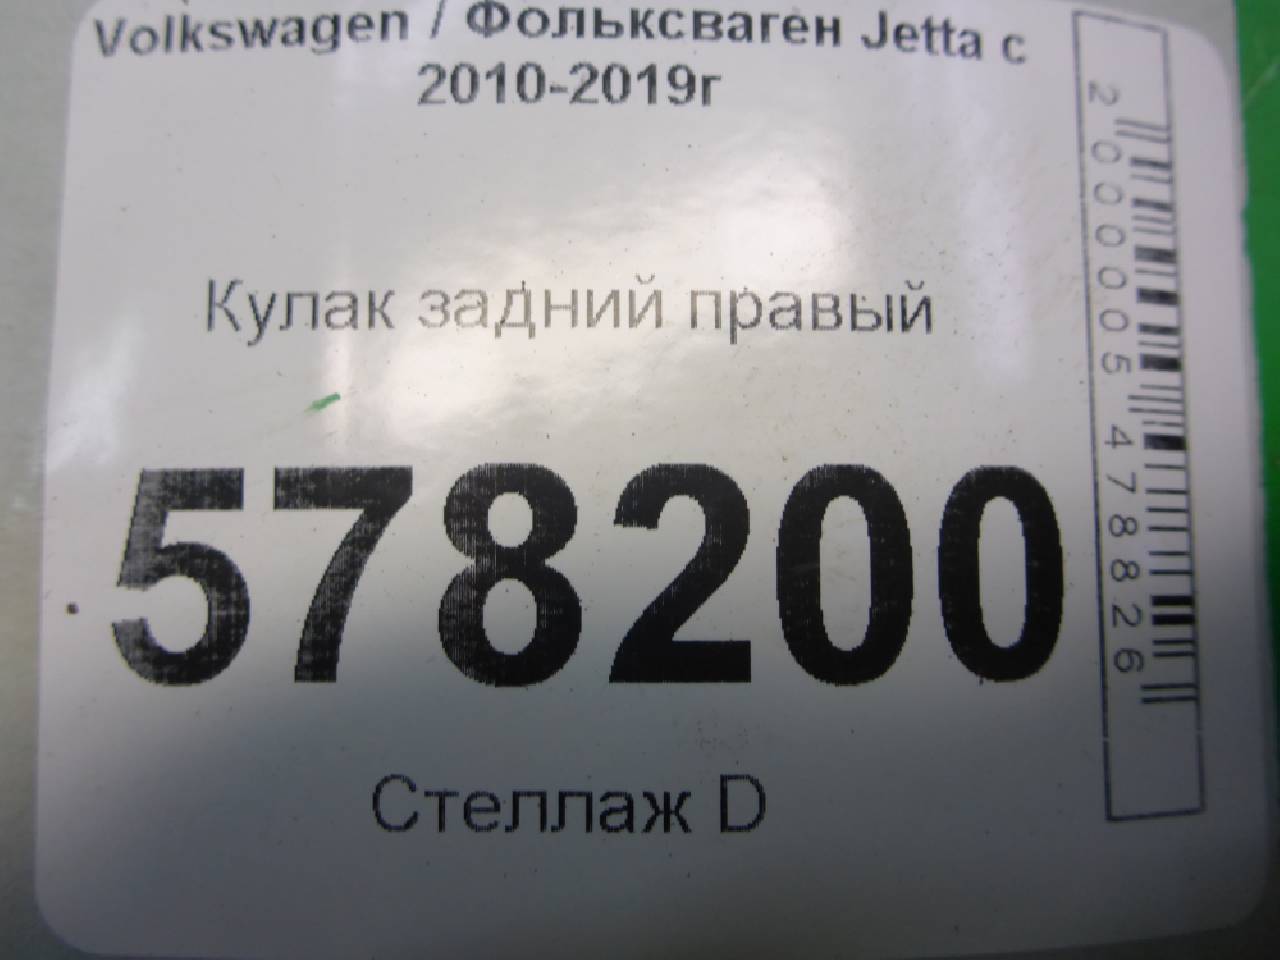 Volkswagen / Фольксваген Jetta с
2010-2019г
Кулак задний правый
578200
Стеллаж D
2000005478826